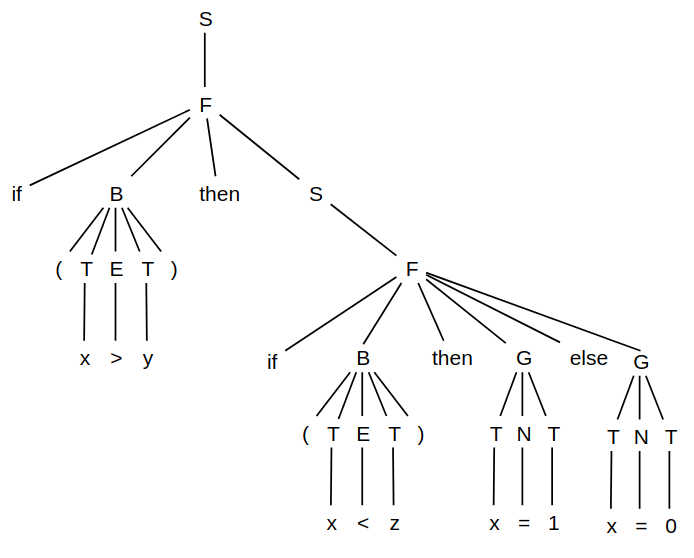 S
F
if B then S
( T E T ) F
x > y if B then G else G
( T E T ) T N T T N T
x < z x = 1 x = 0